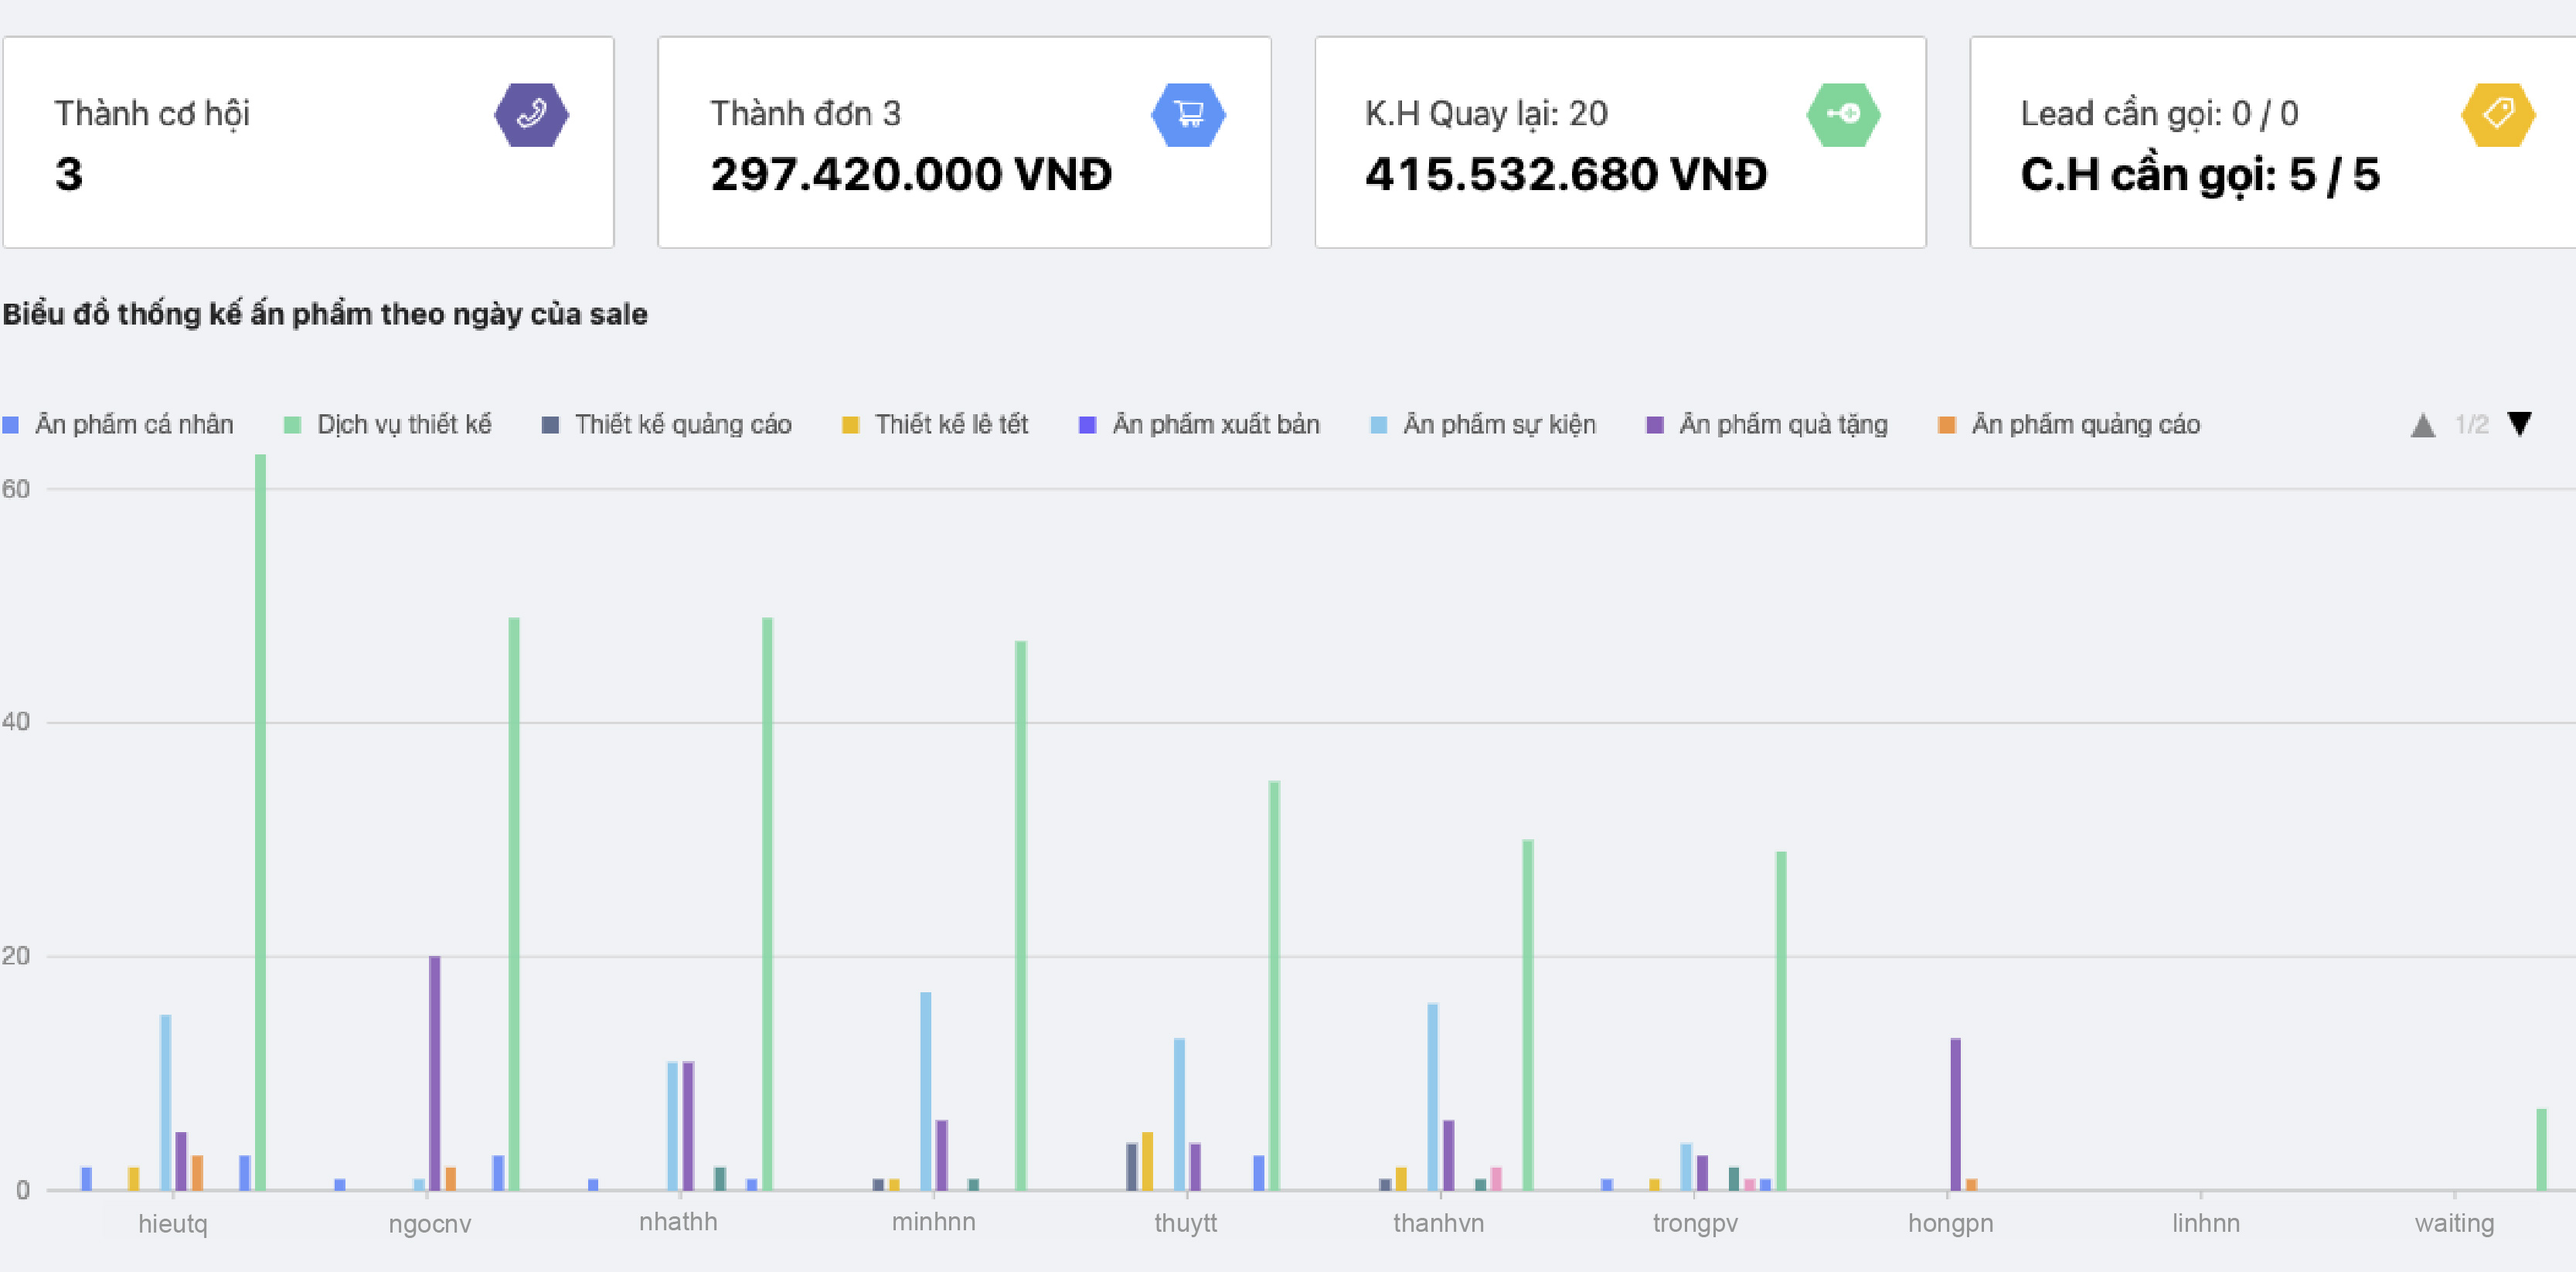 Thành cơ hội
3
Thành đơn 3
297.420.000 VNĐ
K.H Quay lại: 20
415.532.680 VNĐ
Lead cần gọi: 0 / 0
C.H cần gọi: 5 / 5
Biểu đồ thống kế ấn phẩm theo ngày của sale
Ấn phẩm cá nhân
Dịch vụ thiết kế
Thiết kế quảng cáo
Thiết kế lễ tết
Ấn phẩm xuất bản
Ấn phẩm sự kiện
Ấn phẩm quà tặng
Ấn phẩm quảng cáo
1/2
60
40
20
0
hieutq
ngocnv
nhathh
minhnn
thuytt
thanhvn
trongpv
hongpn
linhnn
waiting